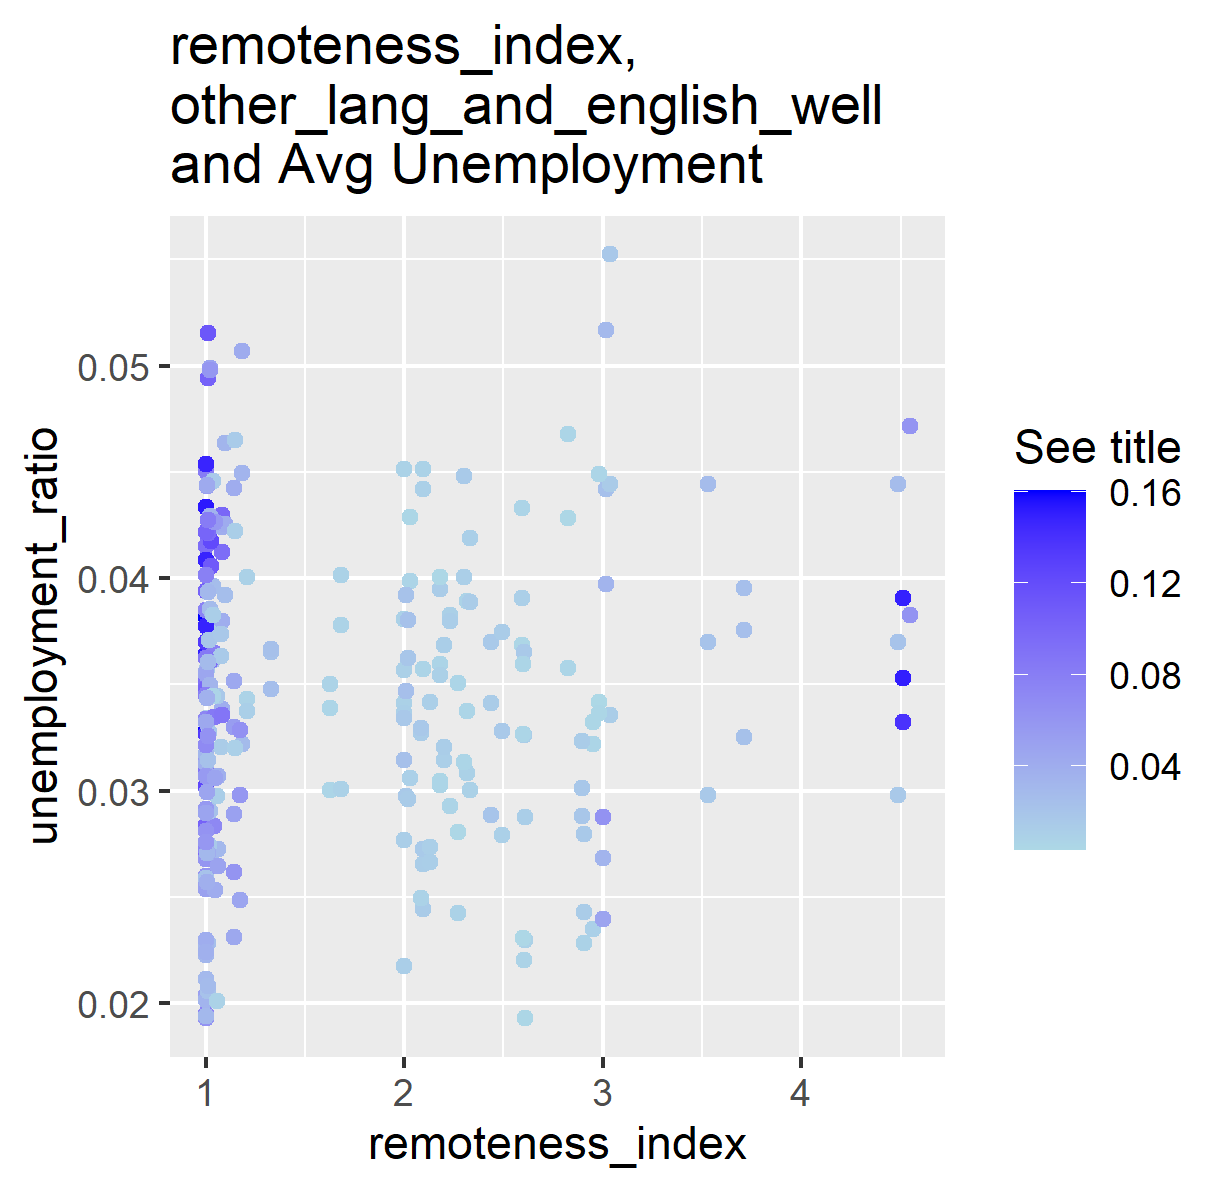 remoteness_index,
other_lang_and_english_well
and Avg Unemployment
unemployment_ratio
0.05
0.04
0.03
0.02
1
2
3
4
remoteness_index
See title
0.16
0.12
0.08
0.04